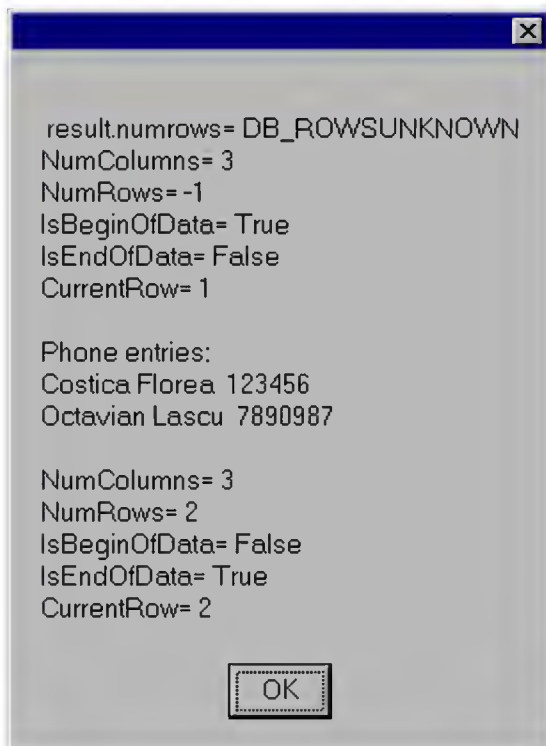 result.numrows= DB_ROWSUNKNOWN
NumColumns= 3
NumRows= -1
IsBeginOfData= True
IsEndOfData= False
CurrentRow= 1
Phone entries:
Costica Florea 123456
Octavian Lascu 7890987
NumColumns= 3
NumRows= 2
IsBeginOfData= False
IsEndOfData= True
CurrentRow= 2
OK